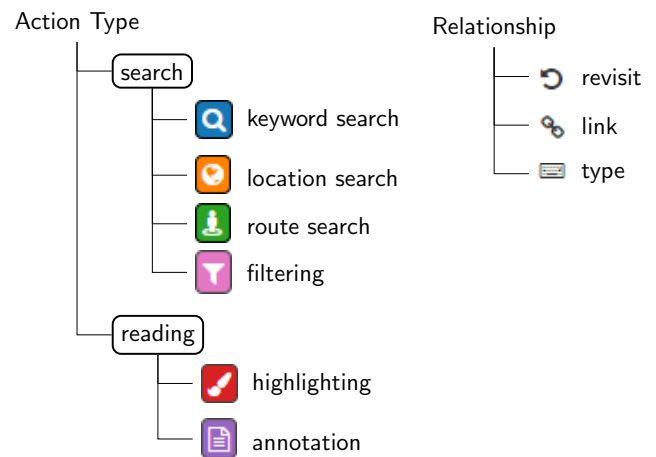 Action Type
search
keyword search
location search
route search
filtering
reading
highlighting
annotation
Relationship
revisit
link
type